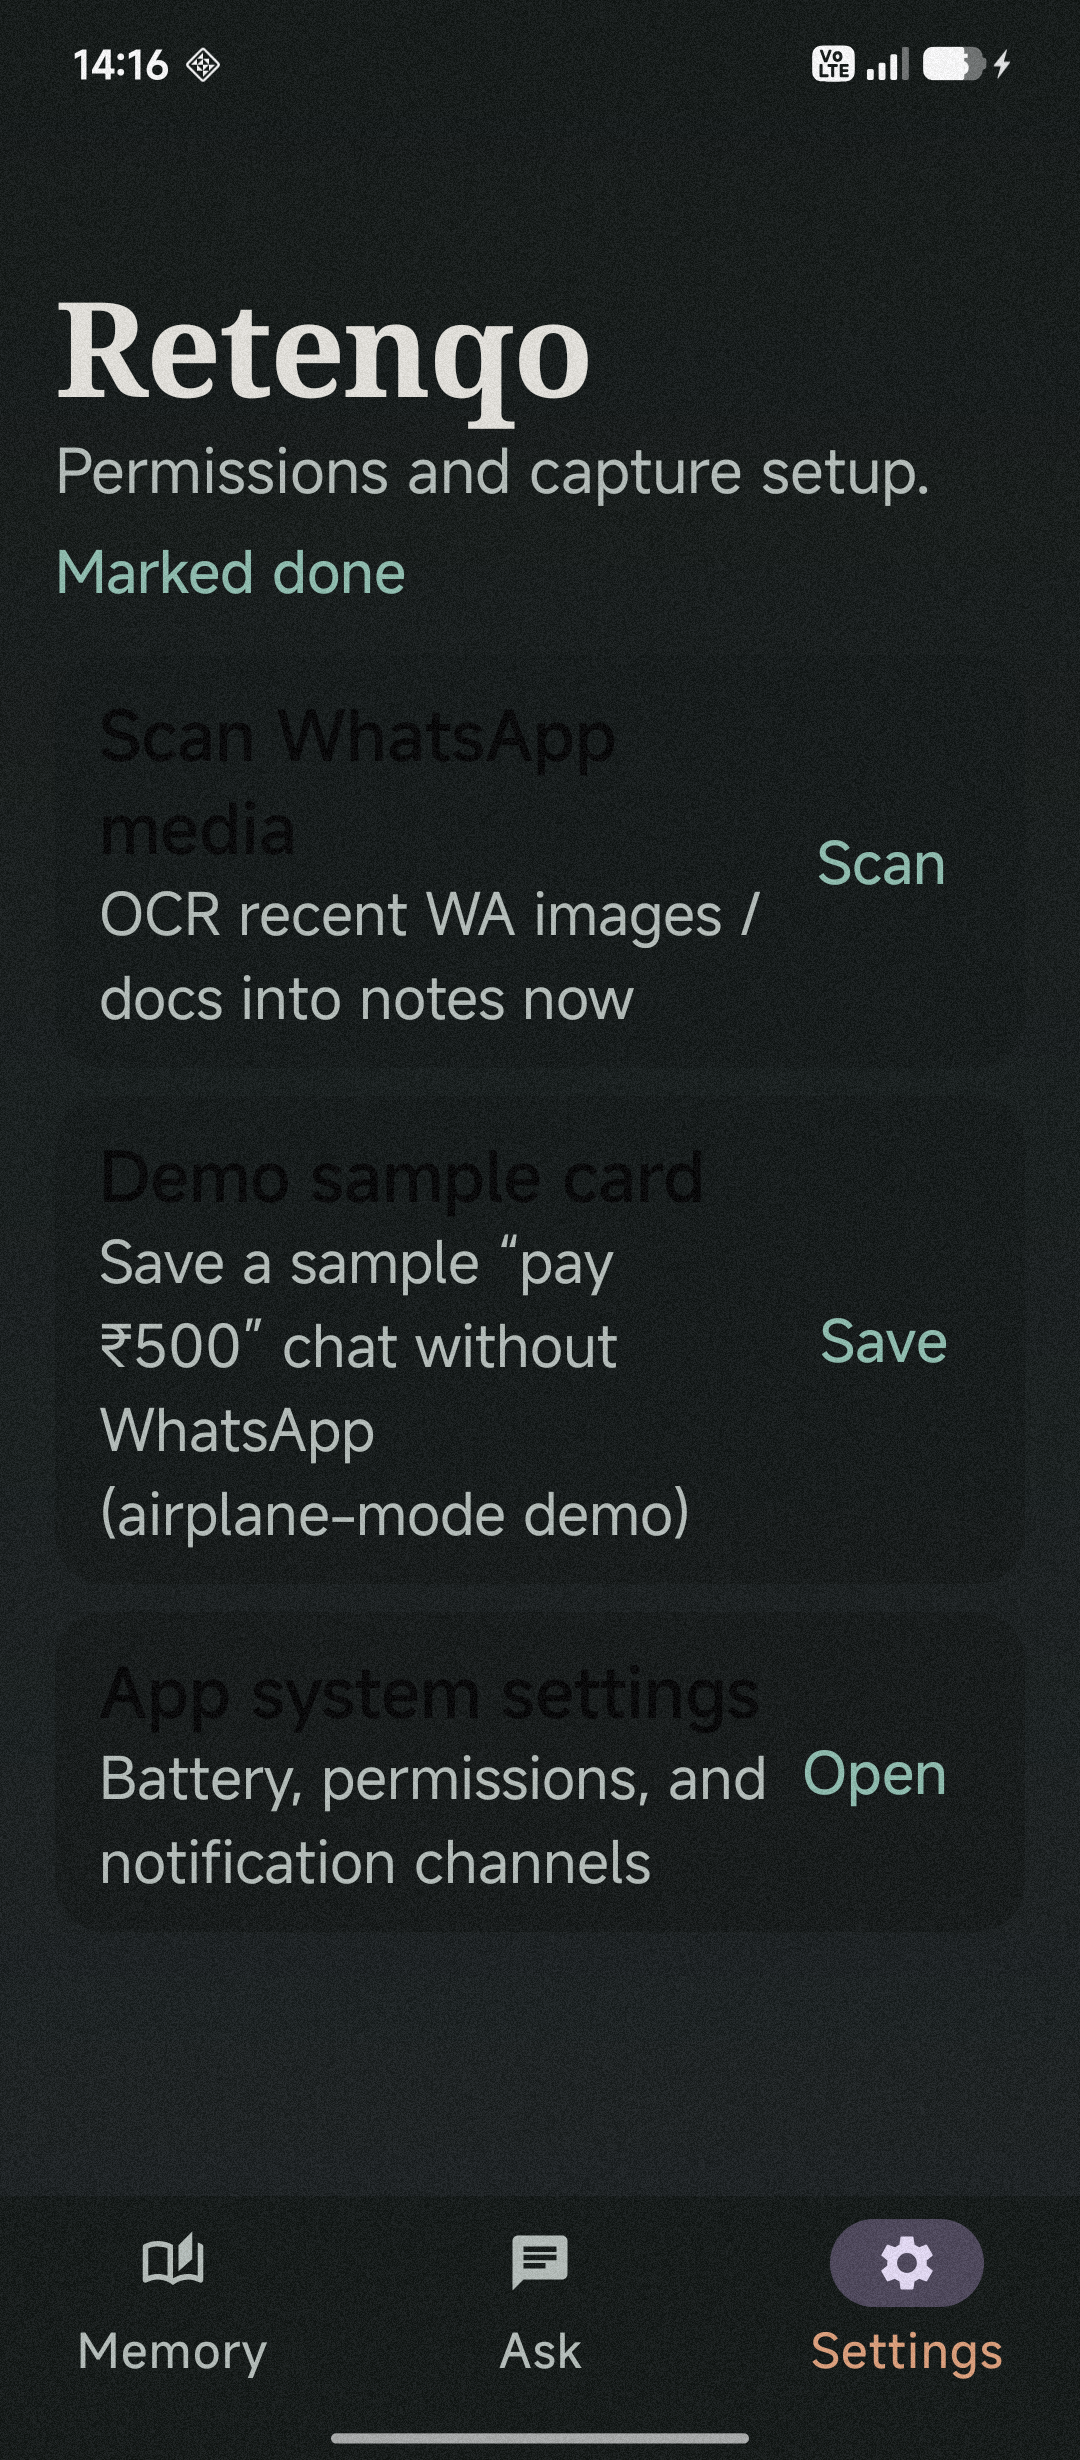 14:16
Vo LTE
Retenqo
Permissions and capture setup.
Marked done
Scan WhatsApp
media
Scan
OCR recent WA images /
docs into notes now
Demo sample card
Save a sample “pay
₹500” chat without
Save
WhatsApp
(airplane-mode demo)
App system settings
Battery, permissions, and
Open
notification channels
Memory
Ask
Settings